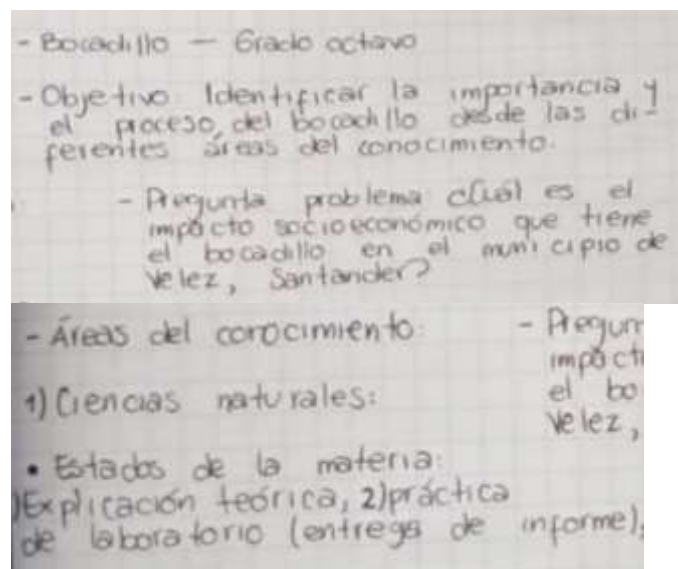 - Bocadillo — Grado octavo
- Objetivo: Identificar la importancia y
el proceso, del bocadillo desde las di-
ferentes áreas del conocimiento.
- Pregunta problema ¿Cuál es el
impacto socioeconómico que tiene
el bocadillo en el municipio de
Velez, Santander?
- Áreas del conocimiento:
1) Ciencias naturales:
• Estados de la materia:
)Explicación teórica, 2)práctica
de laboratorio (entrega de informe),
- Pregun
impact
el bo
Velez,